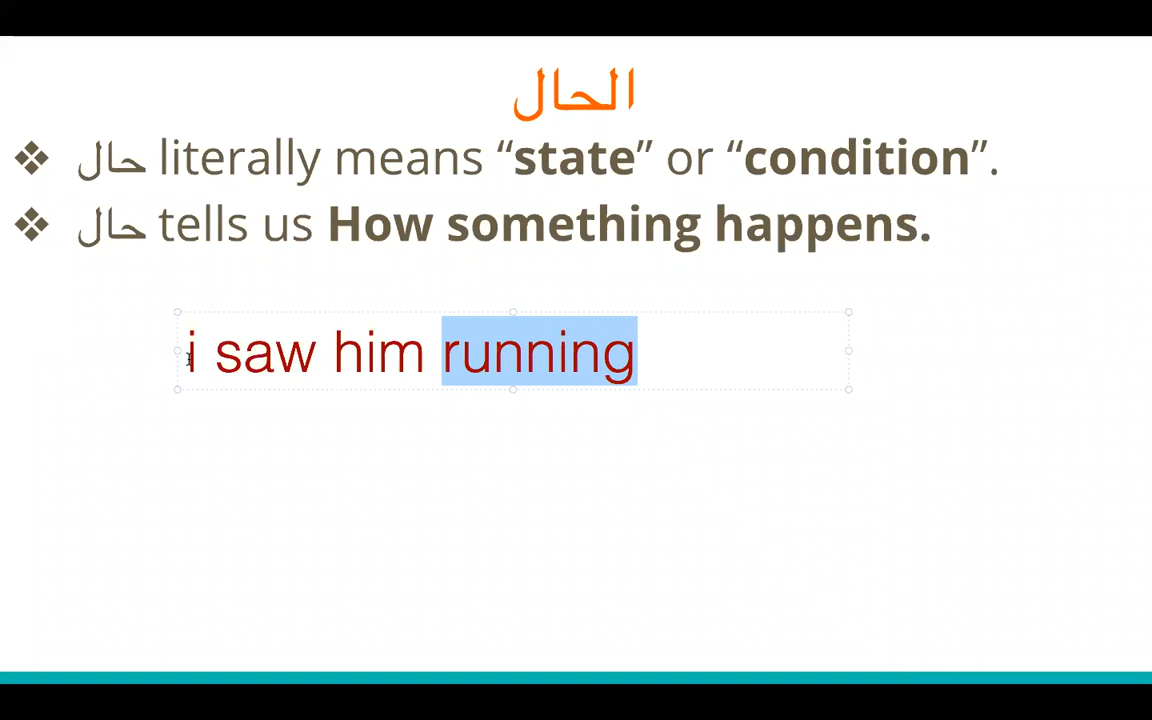 الحال
❖ حال literally means “state” or “condition”.
❖ حال tells us How something happens.
i saw him running